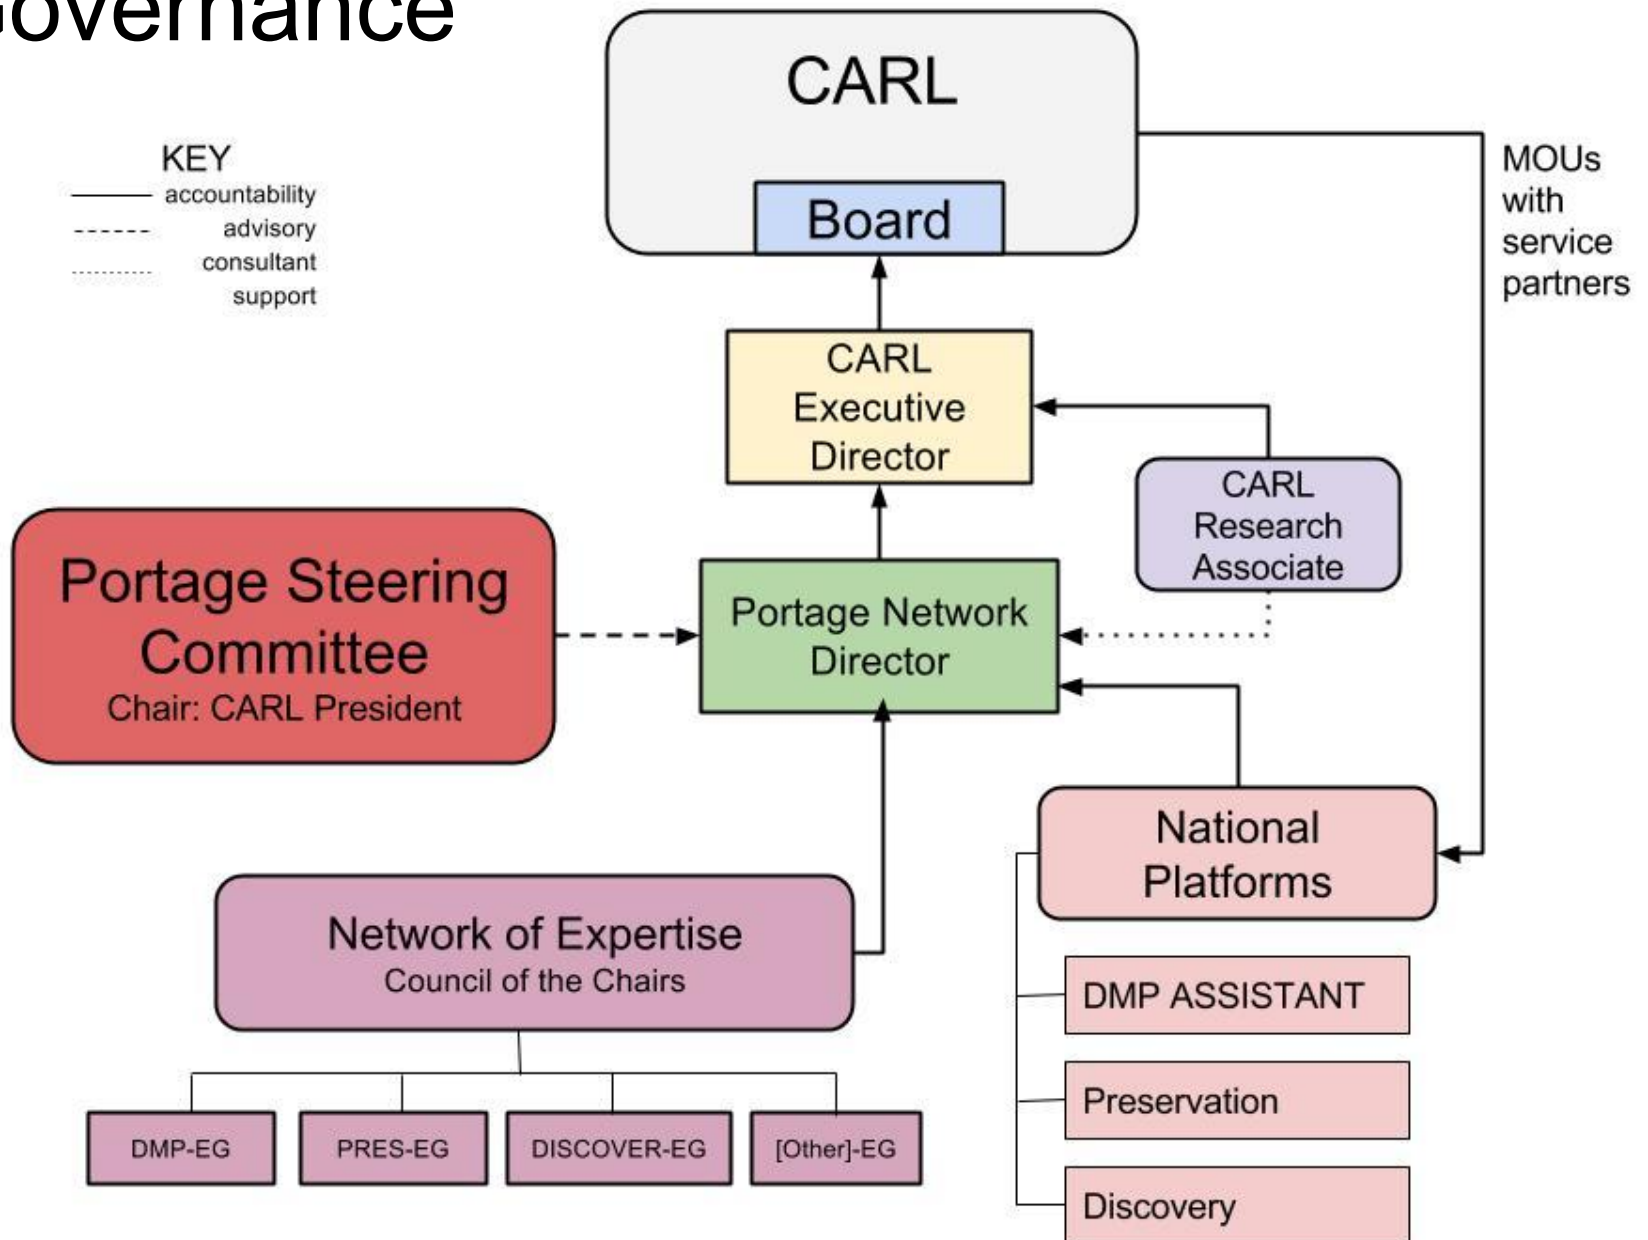 Governance
CARL
Board
KEY
accountability
advisory
consultant
support
MOUs
with
service
partners
CARL
Executive
Director
CARL
Research
Associate
Portage Steering
Committee
Chair: CARL President
Portage Network
Director
National
Platforms
Network of Expertise
Council of the Chairs
DMP ASSISTANT
Preservation
Discovery
DMP-EG
PRES-EG
DISCOVER-EG
[Other]-EG